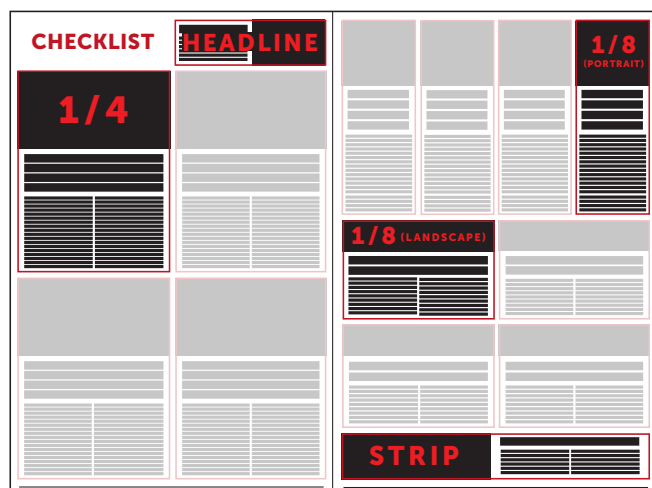 CHECKLIST
HEADLINE
1/4
1/8
(PORTRAIT)
1/8 (LANDSCAPE)
STRIP